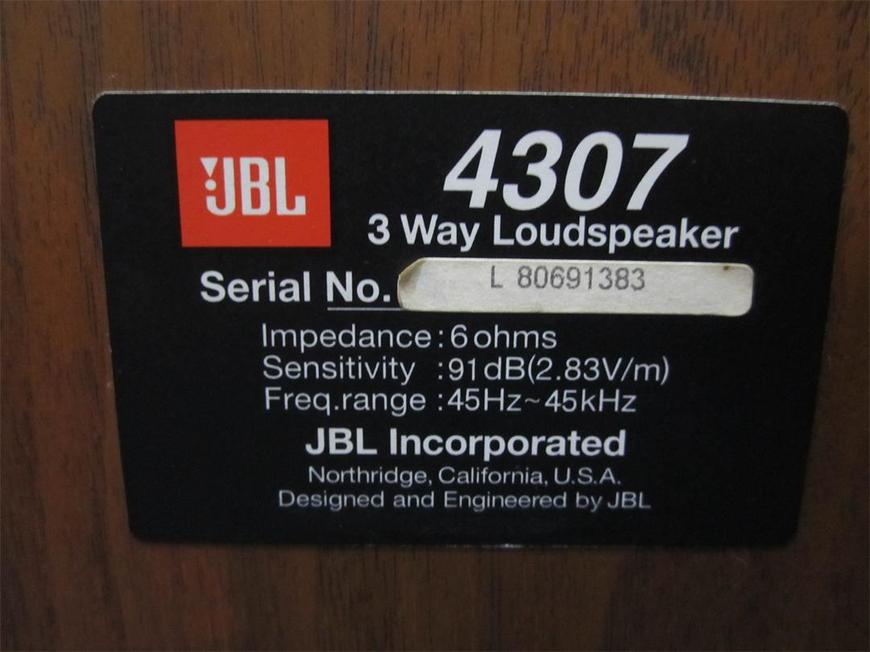 JBL
4307
3 Way Loudspeaker
Serial No. L 80691383
Impedance : 6 ohms
Sensitivity : 91 dB(2.83V/m)
Freq.range : 45Hz~45kHz
JBL Incorporated
Northridge, California, U.S.A.
Designed and Engineered by JBL